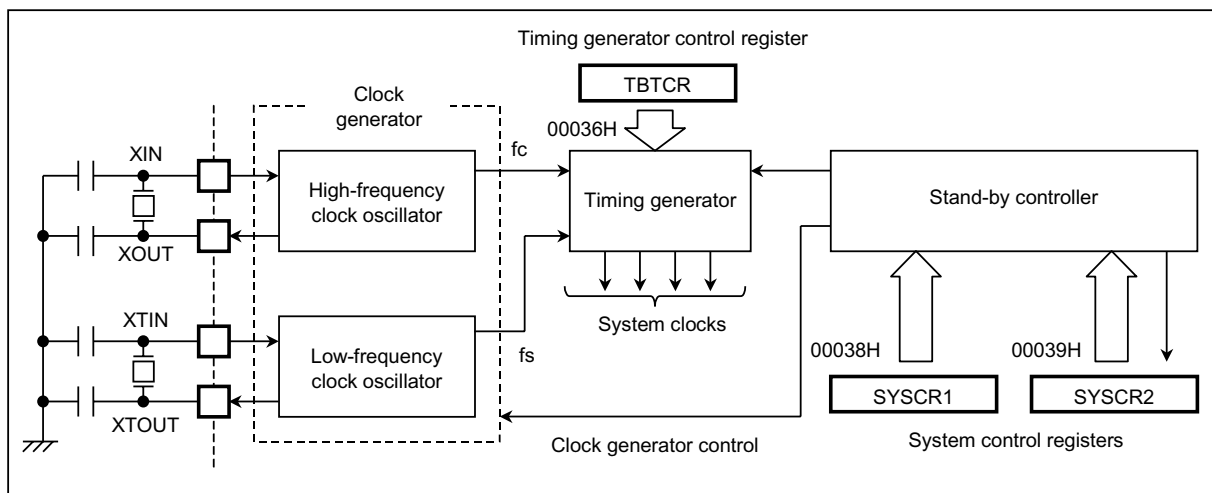 Timing generator control register
TBTCR
Clock
generator
00036H
XIN
fc
High-frequency
clock oscillator
Timing generator
Stand-by controller
XOUT
System clocks
XTIN
fs
Low-frequency
clock oscillator
00038H
00039H
SYSCR1
SYSCR2
XTOUT
Clock generator control
System control registers